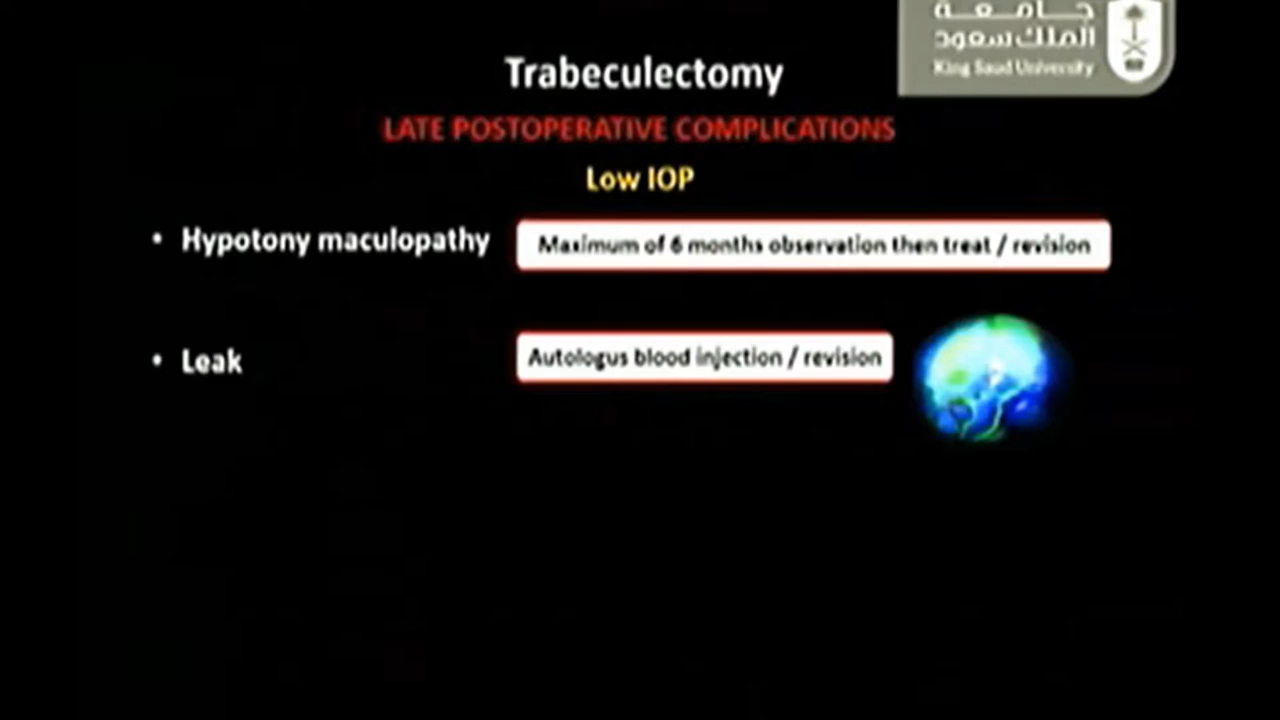 جامعة
الملك سعود
King Saud University
Trabeculectomy
LATE POSTOPERATIVE COMPLICATIONS
Low IOP
• Hypotony maculopathy
Maximum of 6 months observation then treat / revision
• Leak
Autologus blood injection / revision